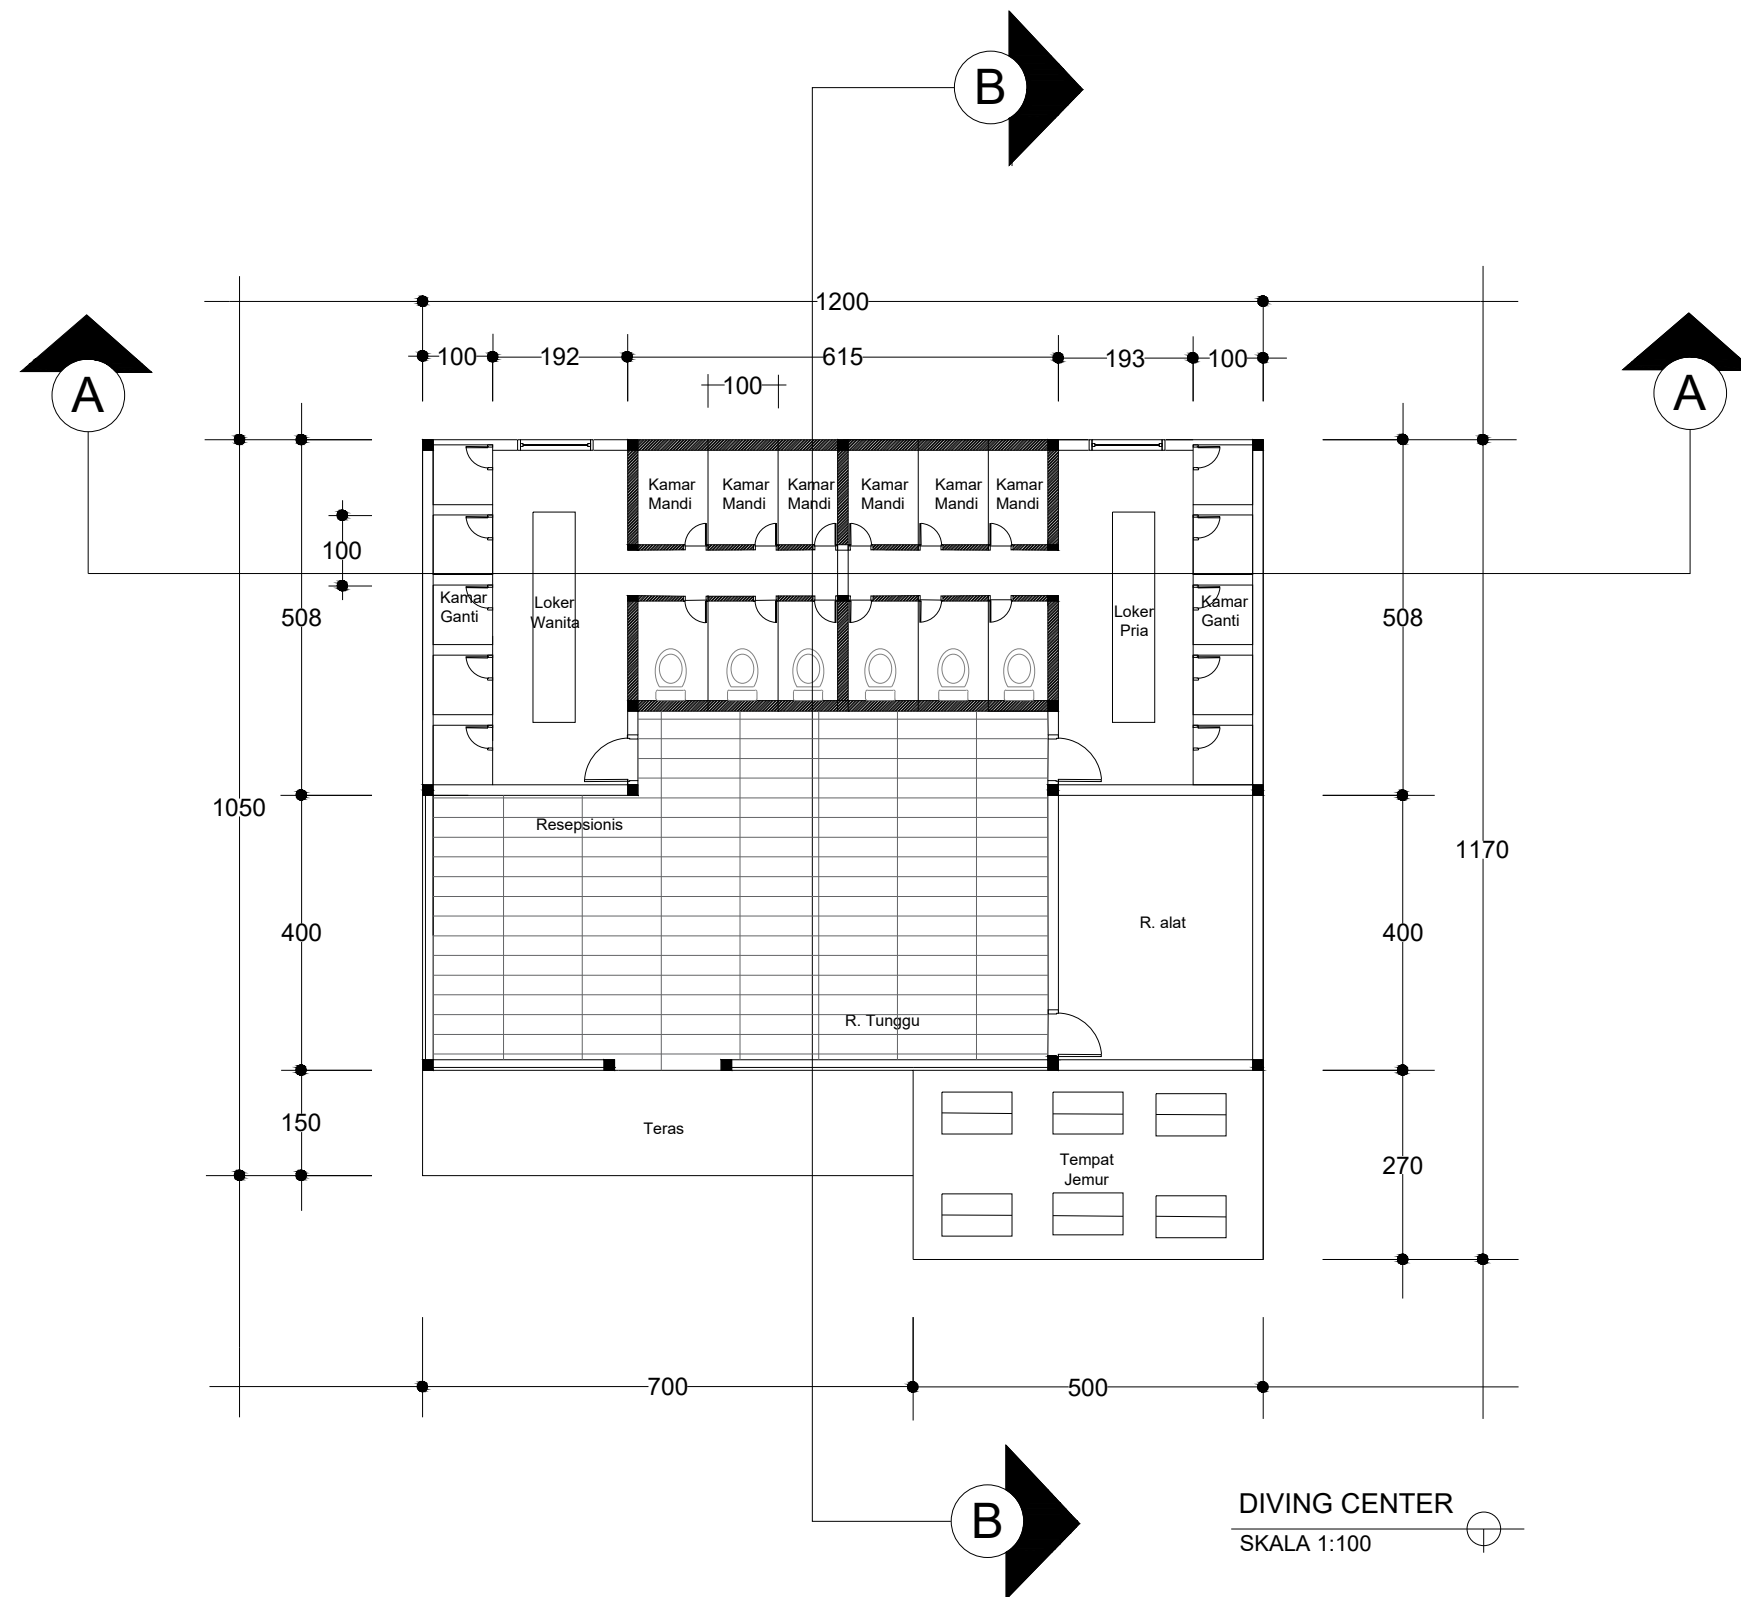 B
1200
100 192 615 193 100
100
A
A
Kamar Mandi
Kamar Mandi
Kamar Mandi
Kamar Mandi
Kamar Mandi
Kamar Mandi
100
508
Kamar
Ganti
Loker
Wanita
Loker
Pria
Kamar
Ganti
508
1050
Resepsionis
1170
400
R. alat
400
R. Tunggu
150
Teras
Tempat
Jemur
270
700
500
B
DIVING CENTER
SKALA 1:100